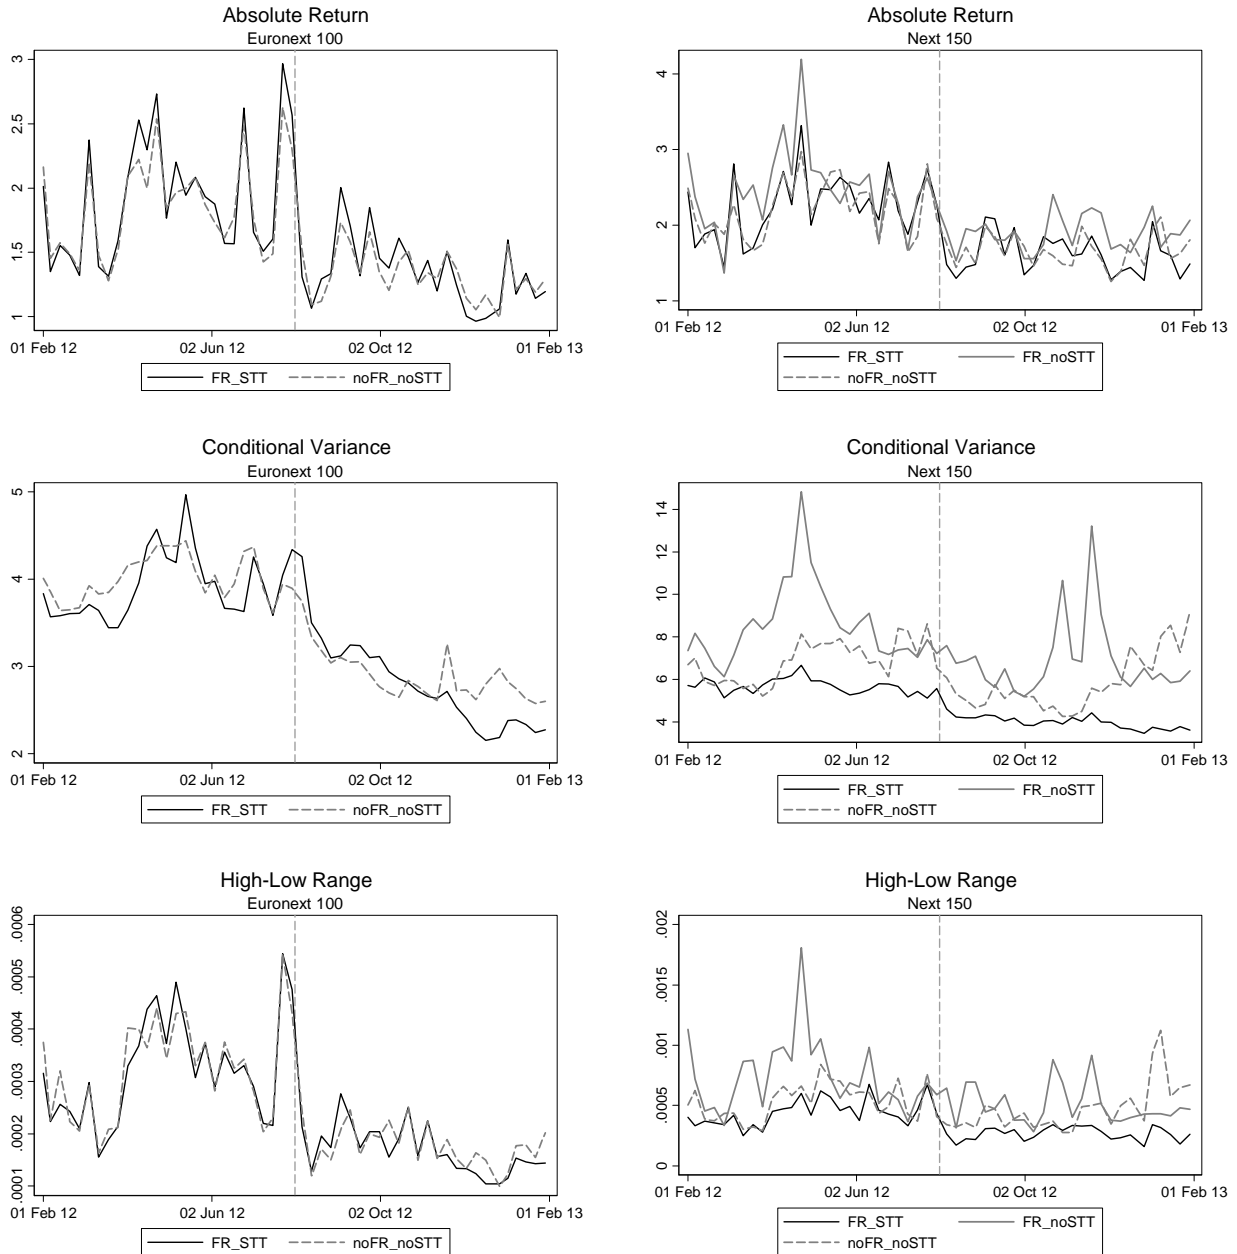 Absolute Return
Euronext 100
3
2.5
2
1.5
1
01 Feb 12 02 Jun 12 02 Oct 12 01 Feb 13
FR_STT noFR_noSTT
Absolute Return
Next 150
4
3
2
1
01 Feb 12 02 Jun 12 02 Oct 12 01 Feb 13
FR_STT FR_noSTT
noFR_noSTT
Conditional Variance
Euronext 100
5
4
3
2
01 Feb 12 02 Jun 12 02 Oct 12 01 Feb 13
FR_STT noFR_noSTT
Conditional Variance
Next 150
14
12
10
8
6
4
01 Feb 12 02 Jun 12 02 Oct 12 01 Feb 13
FR_STT FR_noSTT
noFR_noSTT
High-Low Range
Euronext 100
.0006
.0005
.0004
.0003
.0002
.0001
01 Feb 12 02 Jun 12 02 Oct 12 01 Feb 13
FR_STT noFR_noSTT
High-Low Range
Next 150
.002
.0015
.001
.0005
0
01 Feb 12 02 Jun 12 02 Oct 12 01 Feb 13
FR_STT FR_noSTT
noFR_noSTT